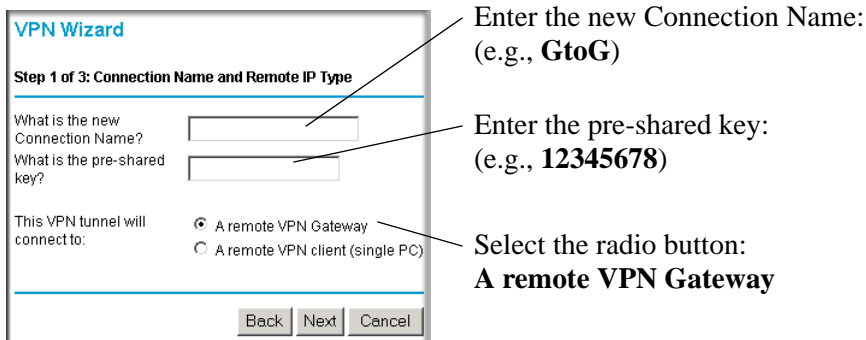 VPN Wizard
Step 1 of 3: Connection Name and Remote IP Type
What is the new
Connection Name?
What is the pre-shared
key?
This VPN tunnel will
connect to:
A remote VPN Gateway
A remote VPN client (single PC)
Back Next Cancel
Enter the new Connection Name:
(e.g., GtoG)
Enter the pre-shared key:
(e.g., 12345678)
Select the radio button:
A remote VPN Gateway